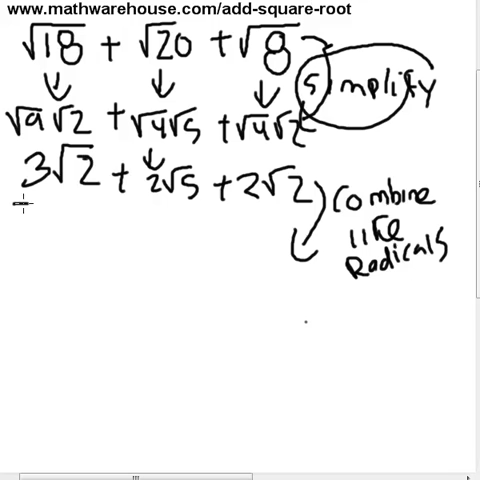 www.mathwarehouse.com/add-square-root
√18 + √20 + √8
simplify
√9√2 + √4√5 + √4√2
3√2 + 2√5 + 2√2
combine
like
Radicals